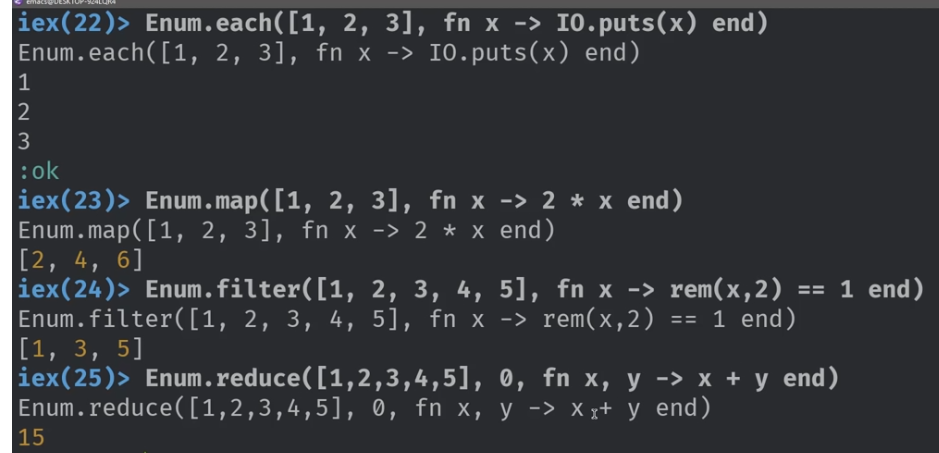 emacs@DESKTOP-924LQR4
iex(22)> Enum.each([1, 2, 3], fn x -> IO.puts(x) end)
Enum.each([1, 2, 3], fn x -> IO.puts(x) end)
1
2
3
:ok
iex(23)> Enum.map([1, 2, 3], fn x -> 2 * x end)
Enum.map([1, 2, 3], fn x -> 2 * x end)
[2, 4, 6]
iex(24)> Enum.filter([1, 2, 3, 4, 5], fn x -> rem(x,2) == 1 end)
Enum.filter([1, 2, 3, 4, 5], fn x -> rem(x,2) == 1 end)
[1, 3, 5]
iex(25)> Enum.reduce([1,2,3,4,5], 0, fn x, y -> x + y end)
Enum.reduce([1,2,3,4,5], 0, fn x, y -> x + y end)
15